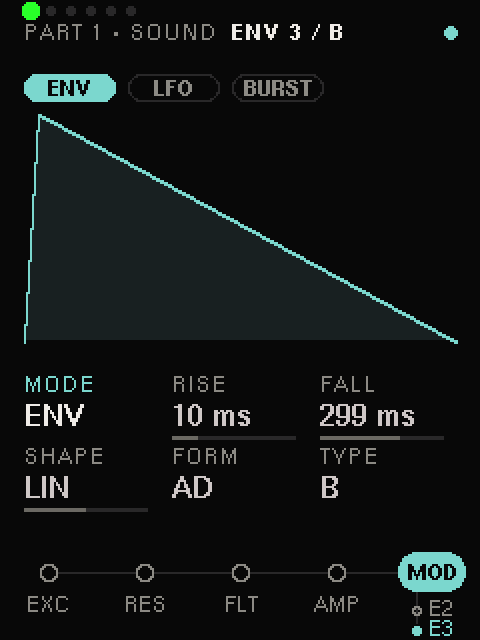 PART 1 · SOUND ENV 3 / B
ENV LFO BURST
MODE RISE FALL
ENV 10 ms 299 ms
SHAPE FORM TYPE
LIN AD B
MOD
EXC RES FLT AMP
E2
E3